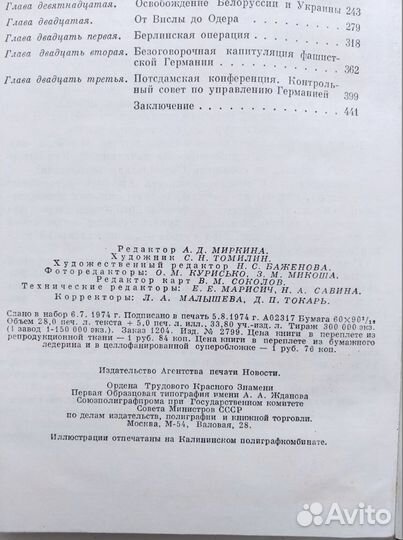 Глава девятнадцатая. Освобождение Белоруссии и Украины 243
Глава двадцатая. От Вислы до Одера . . . . . . 279
Глава двадцать первая. Берлинская операция . . . . . . 318
Глава двадцать вторая. Безоговорочная капитуляция фашист-
ской Германии . . . . . . . . 362
Глава двадцать третья. Потсдамская конференция. Контроль-
ный совет по управлению Германией 399
Заключение . . . . . . . . . 441
Редактор А. Д. МИРКИНА.
Художник С. Н. ТОМИЛИН.
Художественный редактор Н. С. БАЖЕНОВА.
Фоторедакторы: О. М. КУРИСЬКО, З. М. МИКОША.
Редактор карт В. М. СОКОЛОВ.
Технические редакторы: Е. Е. МАРИСИЧ, Н. А. САВИНА.
Корректоры: Л. А. МАЛЫШЕВА, Д. П. ТОКАРЬ.
Сдано в набор 6.7. 1974 г. Подписано в печать 5.8.1974 г. А02317 Бумага 60×90¹/₁₆
Объем 28,0 печ. л. текста + 5,0 печ. л. илл., 33,80 уч.-изд. л. Тираж 300 000 экз.
(1 завод 1-150 000 экз.). Заказ 1204. Изд. № 2799. Цена книги в переплете из
репродукционной ткани — 1 руб. 84 коп. Цена книги в переплете из бумажного
ледерина и в целлофанированной суперобложке — 1 руб. 76 коп.
Издательство Агентства печати Новости.
Ордена Трудового Красного Знамени
Первая Образцовая типография имени А. А. Жданова
Союзполиграфпрома при Государственном комитете
Совета Министров СССР
по делам издательств, полиграфии и книжной торговли.
Москва, М-54, Валовая, 28.
Иллюстрации отпечатаны на Калининском полиграфкомбинате.
Avito